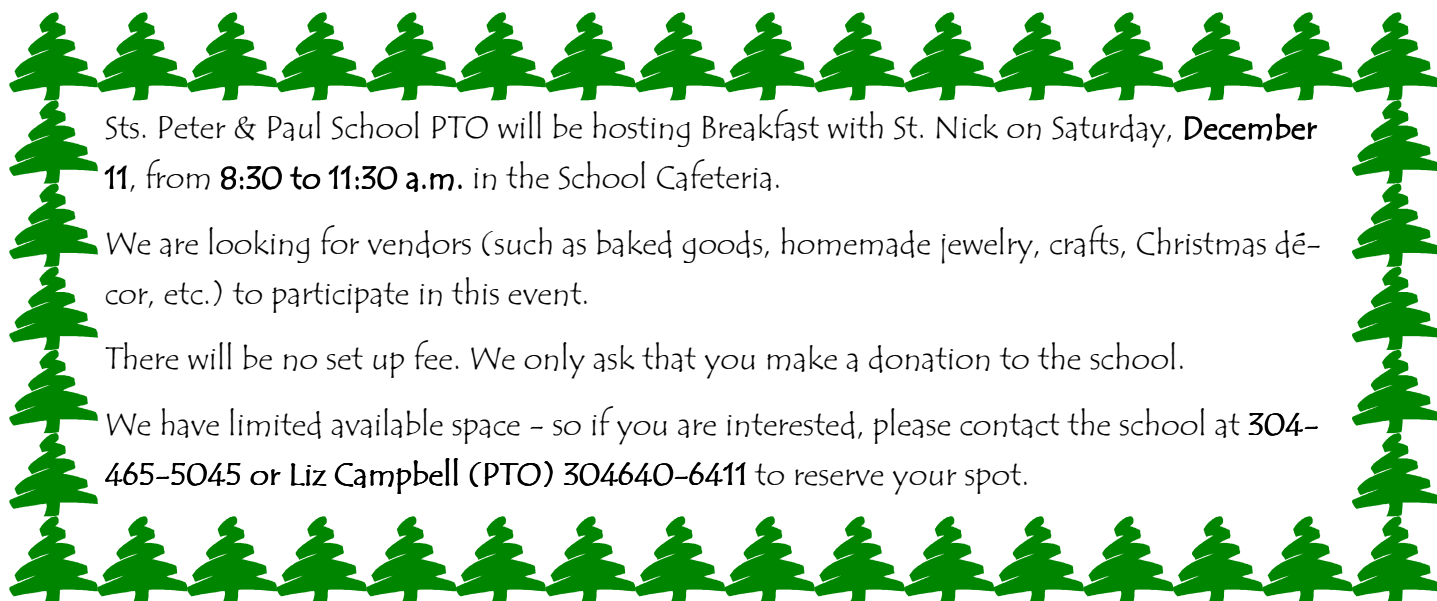 Sts. Peter & Paul School PTO will be hosting Breakfast with St. Nick on Saturday, December
11, from 8:30 to 11:30 a.m. in the School Cafeteria.
We are looking for vendors (such as baked goods, homemade jewelry, crafts, Christmas dé-
cor, etc.) to participate in this event.
There will be no set up fee. We only ask that you make a donation to the school.
We have limited available space - so if you are interested, please contact the school at 304-
465-5045 or Liz Campbell (PTO) 304640-6411 to reserve your spot.